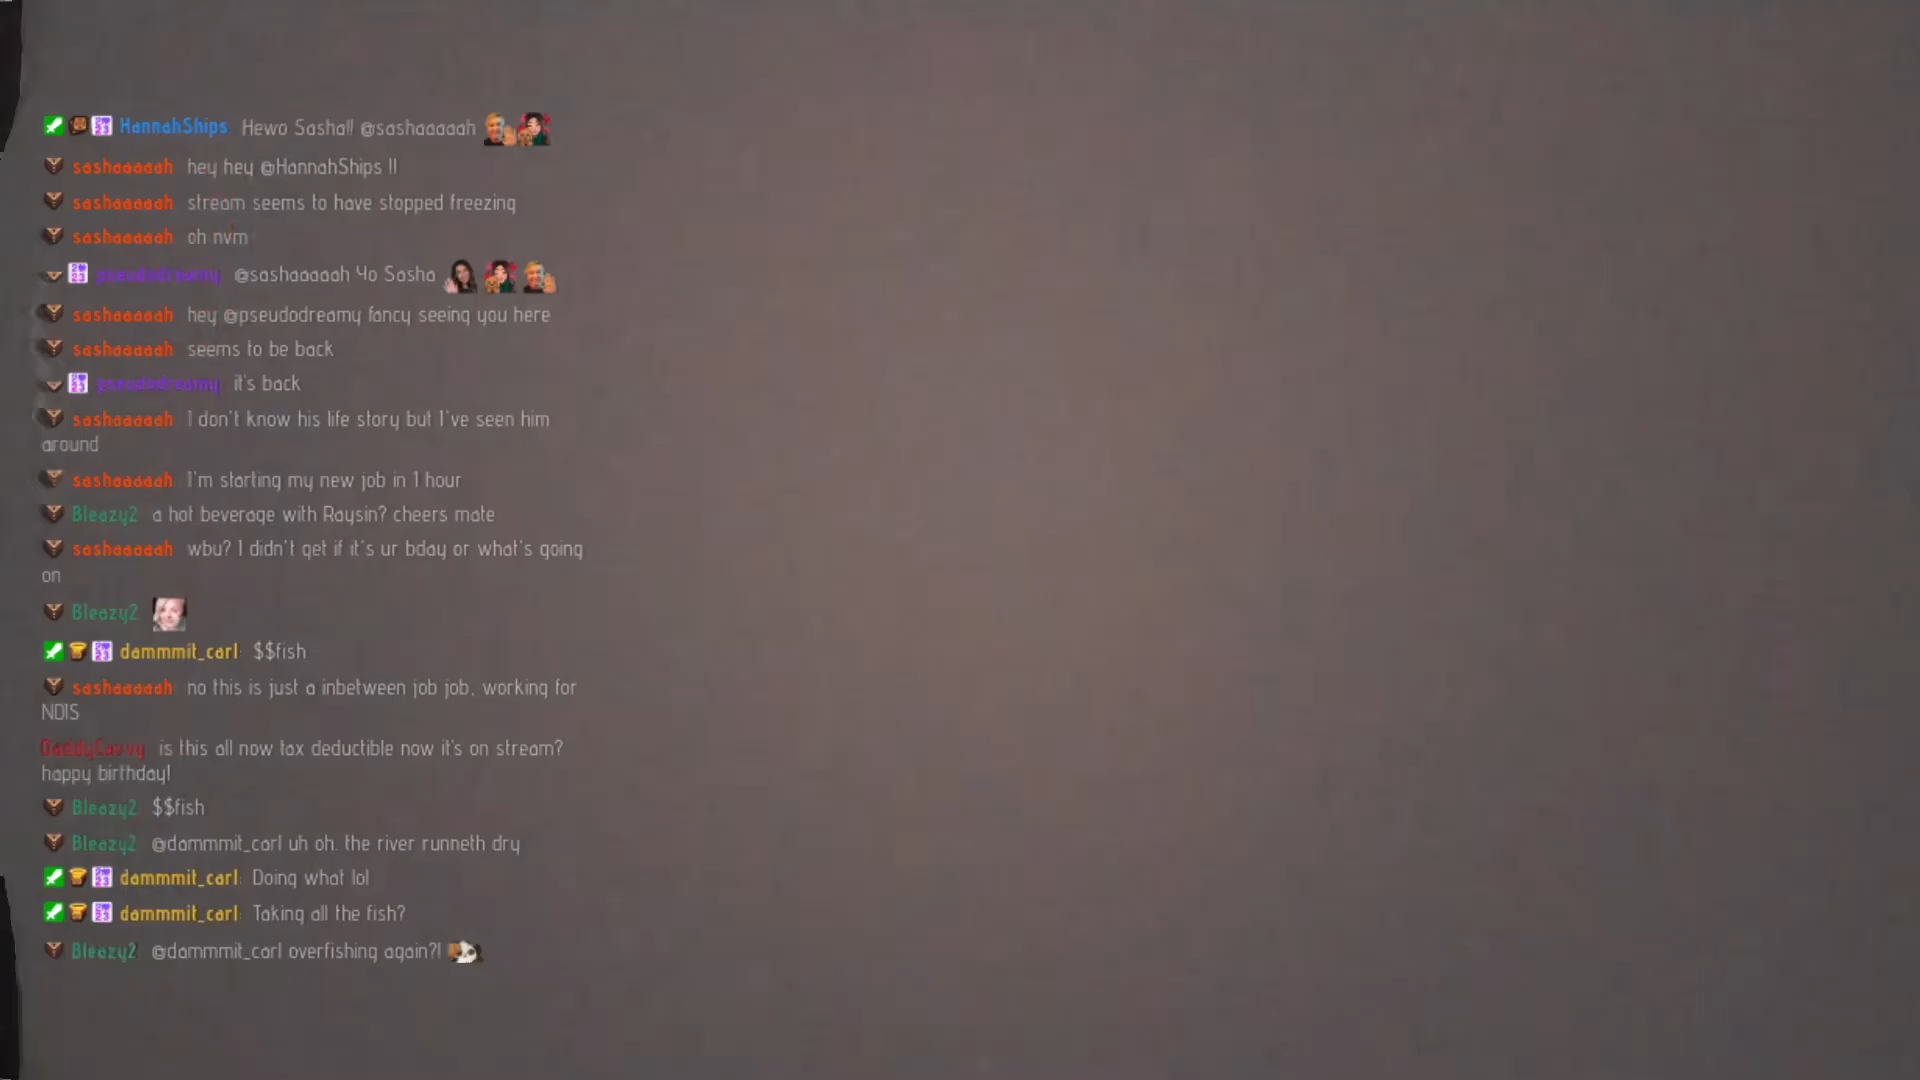 HannahShips Hewo Sasha!! @sashaaaaah
sashaaaaah hey hey @HannahShips !!
sashaaaaah stream seems to have stopped freezing
sashaaaaah oh nvm
pseudodreamy @sashaaaaah Yo Sasha
sashaaaaah hey @pseudodreamy fancy seeing you here
sashaaaaah seems to be back
pseudodreamy it's back
sashaaaaah I don't know his life story but I've seen him
around
sashaaaaah I'm starting my new job in 1 hour
Bleazy2 a hot beverage with Raysin? cheers mate
sashaaaaah wbu? I didn't get if it's ur bday or what's going
on
Bleazy2
dammmit_carl: $$fish
sashaaaaah no this is just a inbetween job job, working for
NDIS
DaddyCavvy is this all now tax deductible now it's on stream?
happy birthday!
Bleazy2 $$fish
Bleazy2 @dammmit_carl uh oh. the river runneth dry
dammmit_carl: Doing what lol
dammmit_carl: Taking all the fish?
Bleazy2 @dammmit_carl overfishing again?!